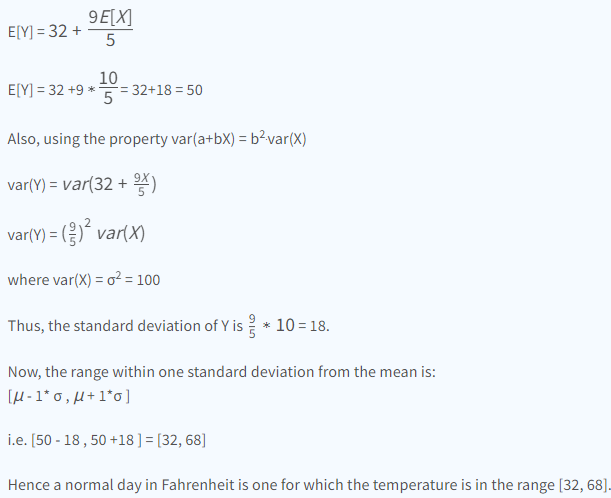 E[Y] = 32 + 9E[X]/5
E[Y] = 32 +9 * 10/5 = 32+18 = 50
Also, using the property var(a+bX) = b²var(X)
var(Y) = var(32 + 9X/5)
var(Y) = (9/5)² var(X)
where var(X) = σ² = 100
Thus, the standard deviation of Y is 9/5 * 10 = 18.
Now, the range within one standard deviation from the mean is:
[μ - 1* σ , μ + 1*σ ]
i.e. [50 - 18 , 50 +18 ] = [32, 68]
Hence a normal day in Fahrenheit is one for which the temperature is in the range [32, 68].